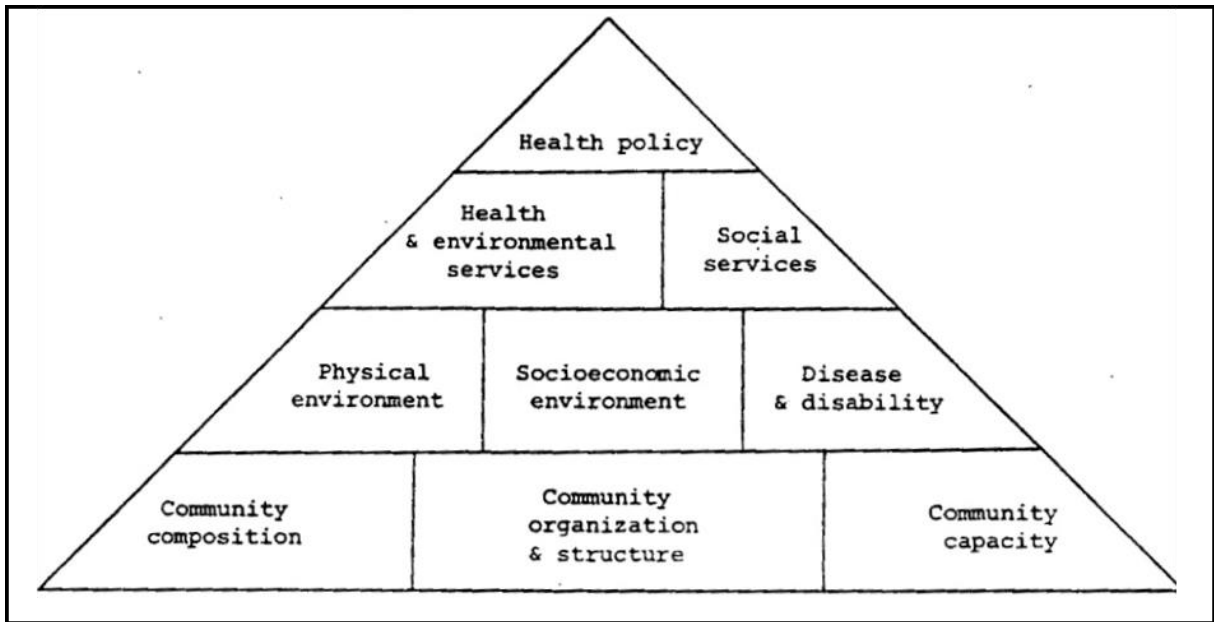 Health policy
Health
& environmental
services
Social
services
Physical
environment
Socioeconomic
environment
Disease
& disability
Community
composition
Community
organization
& structure
Community
capacity